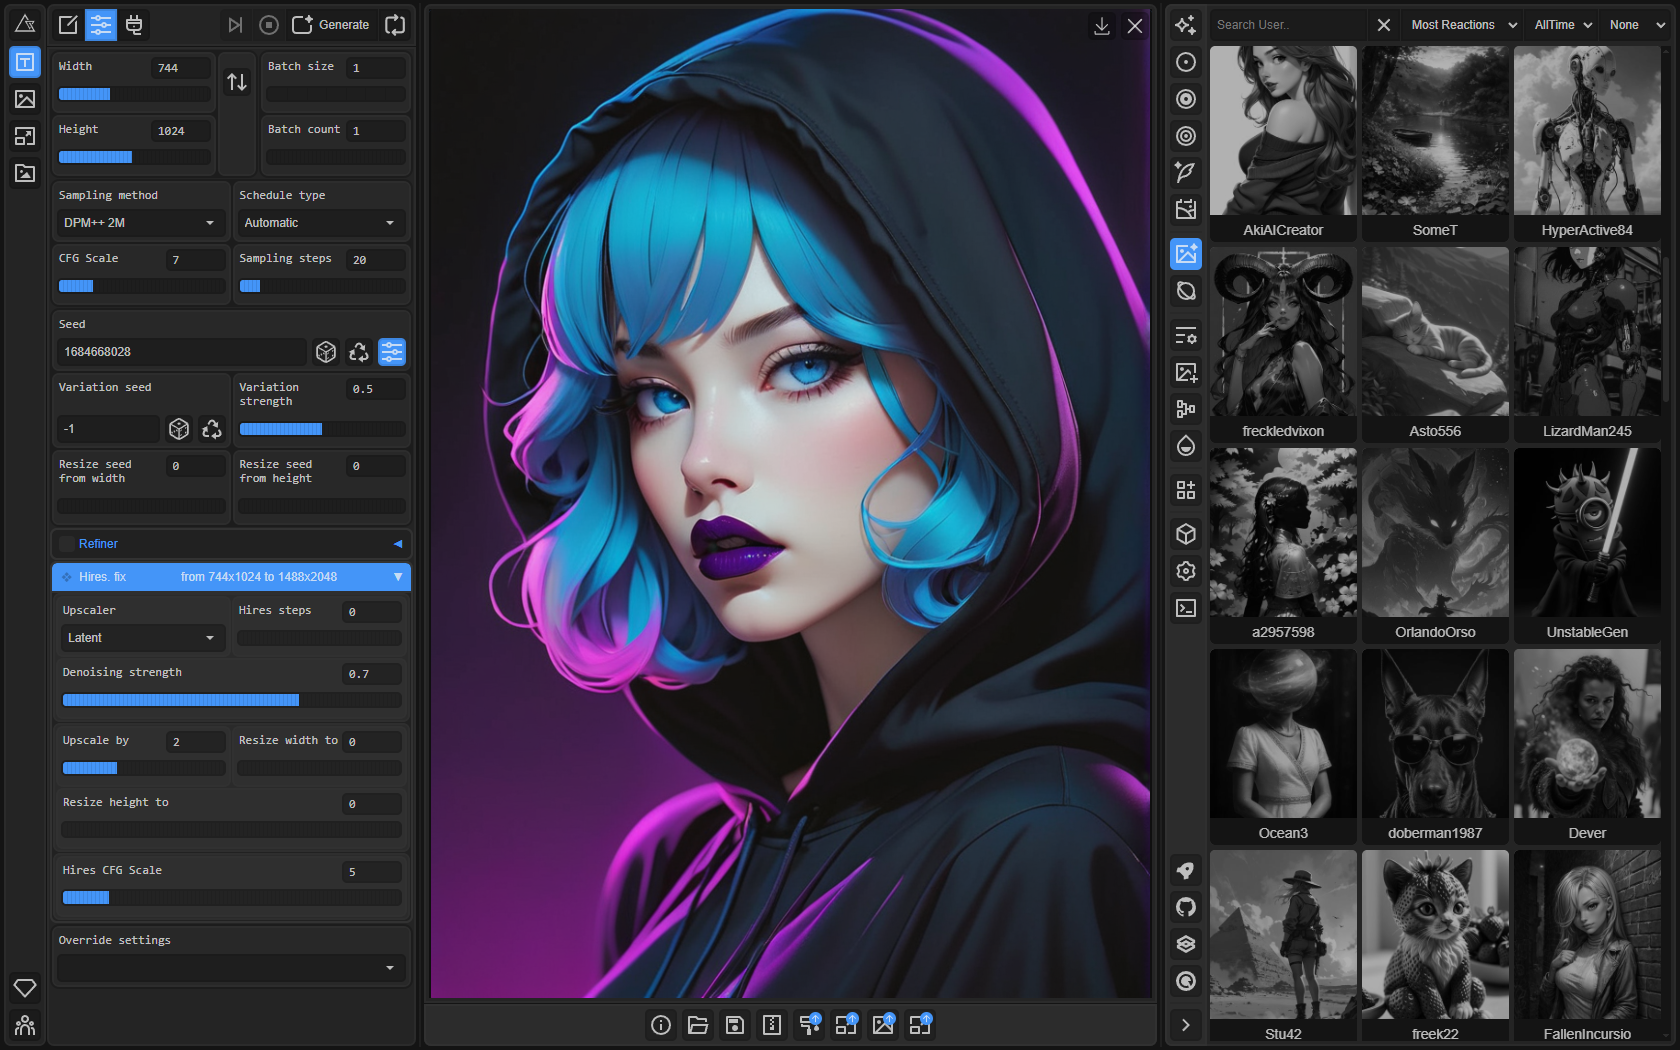 Generate
Width
744
Height
1024
Batch size
1
Batch count
1
Sampling method
DPM++ 2M
Schedule type
Automatic
CFG Scale
7
Sampling steps
20
Seed
1684668028
Variation seed
-1
Variation
strength
0.5
Resize seed
from width
0
Resize seed
from height
0
Refiner
Hires. fix from 744x1024 to 1488x2048
Upscaler
Latent
Hires steps
0
Denoising strength
0.7
Upscale by
2
Resize width to
0
Resize height to
0
Hires CFG Scale
5
Override settings
Search User..
Most Reactions
AllTime
None
AkiAICreator
SomeT
HyperActive84
freckledvixon
Asto556
LizardMan245
a2957598
OrlandoOrso
UnstableGen
Ocean3
doberman1987
Dever
Stu42
freek22
FallenIncursio